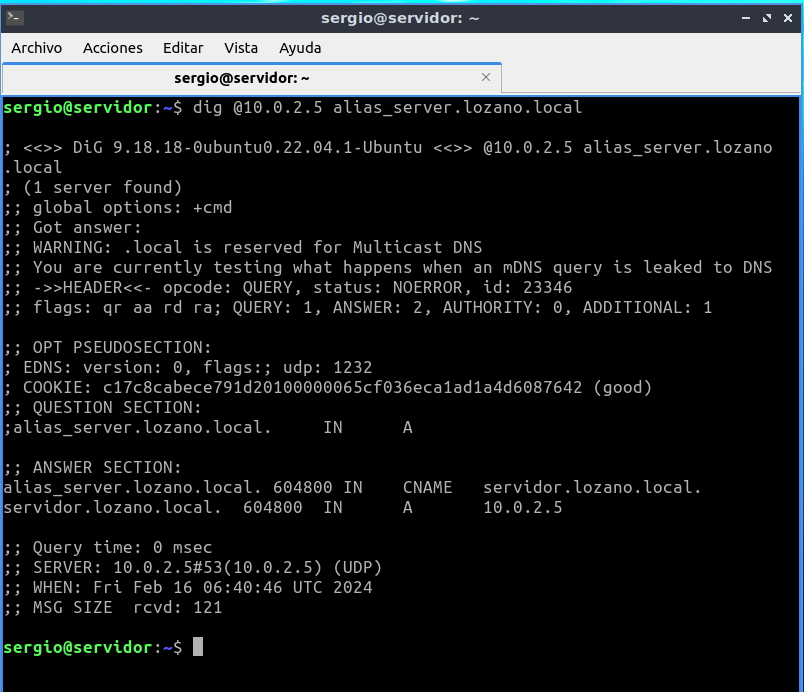 sergio@servidor: ~
Archivo Acciones Editar Vista Ayuda
sergio@servidor: ~
sergio@servidor:~$ dig @10.0.2.5 alias_server.lozano.local

; <<>> DiG 9.18.18-0ubuntu0.22.04.1-Ubuntu <<>> @10.0.2.5 alias_server.lozano
.local
; (1 server found)
;; global options: +cmd
;; Got answer:
;; WARNING: .local is reserved for Multicast DNS
;; You are currently testing what happens when an mDNS query is leaked to DNS
;; ->>HEADER<<- opcode: QUERY, status: NOERROR, id: 23346
;; flags: qr aa rd ra; QUERY: 1, ANSWER: 2, AUTHORITY: 0, ADDITIONAL: 1

;; OPT PSEUDOSECTION:
; EDNS: version: 0, flags:; udp: 1232
; COOKIE: c17c8cabece791d20100000065cf036eca1ad1a4d6087642 (good)
;; QUESTION SECTION:
;alias_server.lozano.local.	IN	A

;; ANSWER SECTION:
alias_server.lozano.local. 604800 IN	CNAME	servidor.lozano.local.
servidor.lozano.local.	604800	IN	A	10.0.2.5

;; Query time: 0 msec
;; SERVER: 10.0.2.5#53(10.0.2.5) (UDP)
;; WHEN: Fri Feb 16 06:40:46 UTC 2024
;; MSG SIZE  rcvd: 121

sergio@servidor:~$